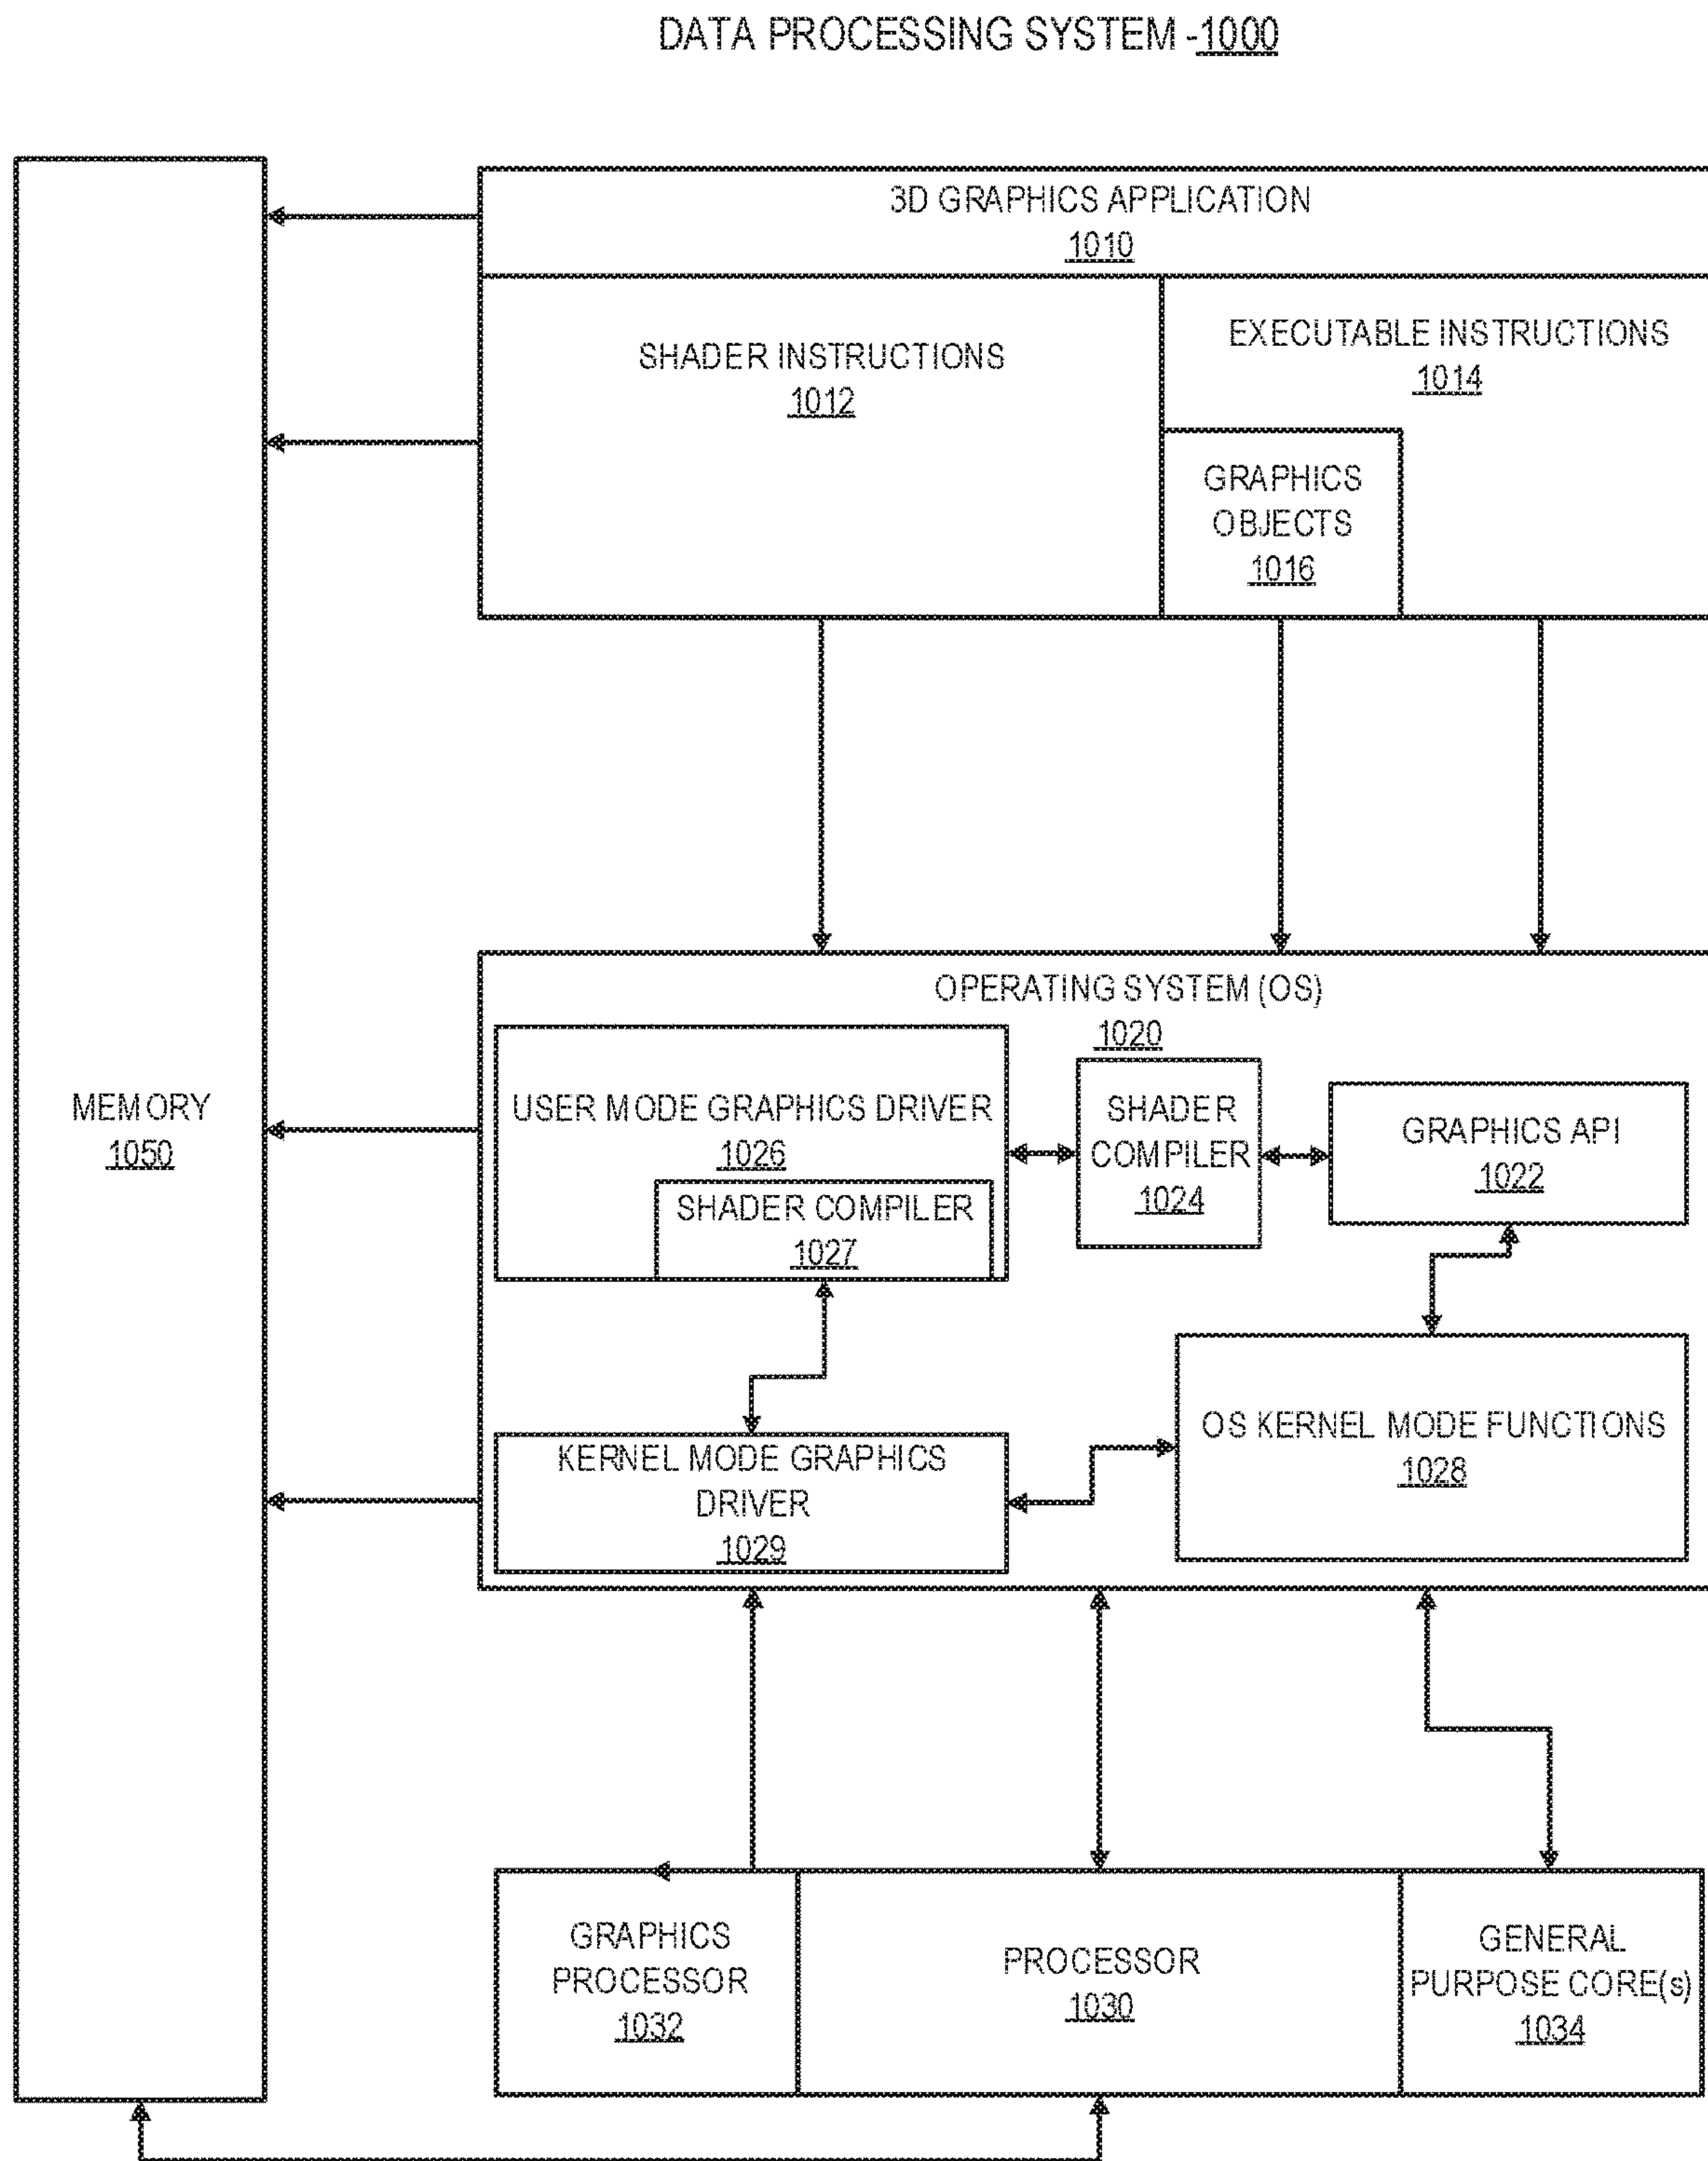 DATA PROCESSING SYSTEM -1000
3D GRAPHICS APPLICATION
1010
SHADER INSTRUCTIONS
1012
EXECUTABLE INSTRUCTIONS
1014
GRAPHICS
OBJECTS
1016
MEMORY
1050
OPERATING SYSTEM (OS)
1020
USER MODE GRAPHICS DRIVER
1026
SHADER COMPILER
1027
SHADER
COMPILER
1024
GRAPHICS API
1022
KERNEL MODE GRAPHICS
DRIVER
1029
OS KERNEL MODE FUNCTIONS
1028
GRAPHICS
PROCESSOR
1032
PROCESSOR
1030
GENERAL
PURPOSE CORE(s)
1034